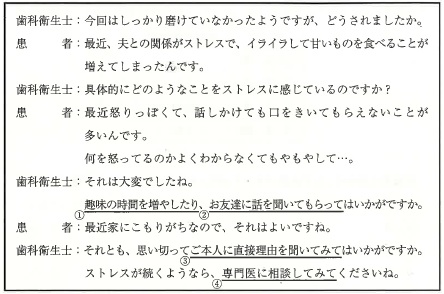 歯科衛生士：今回はしっかり磨けていなかったようですが、どうされましたか。
患　　者：最近、夫との関係がストレスで、イライラして甘いものを食べることが
増えてしまったんです。
歯科衛生士：具体的にどのようなことをストレスに感じているのですか？
患　　者：最近怒りっぽくて、話しかけても口をきいてもらえないことが
多いんです。
何を怒ってるのかよくわからなくてもやもやして…。
歯科衛生士：それは大変でしたね。
趣味の時間を増やしたり、お友達に話を聞いてもらってはいかがですか。
① ②
患　　者：最近家にこもりがちなので、それはよいですね。
歯科衛生士：それとも、思い切ってご本人に直接理由を聞いてみてはいかがですか。
③
ストレスが続くようなら、専門医に相談してみてくださいね。
④